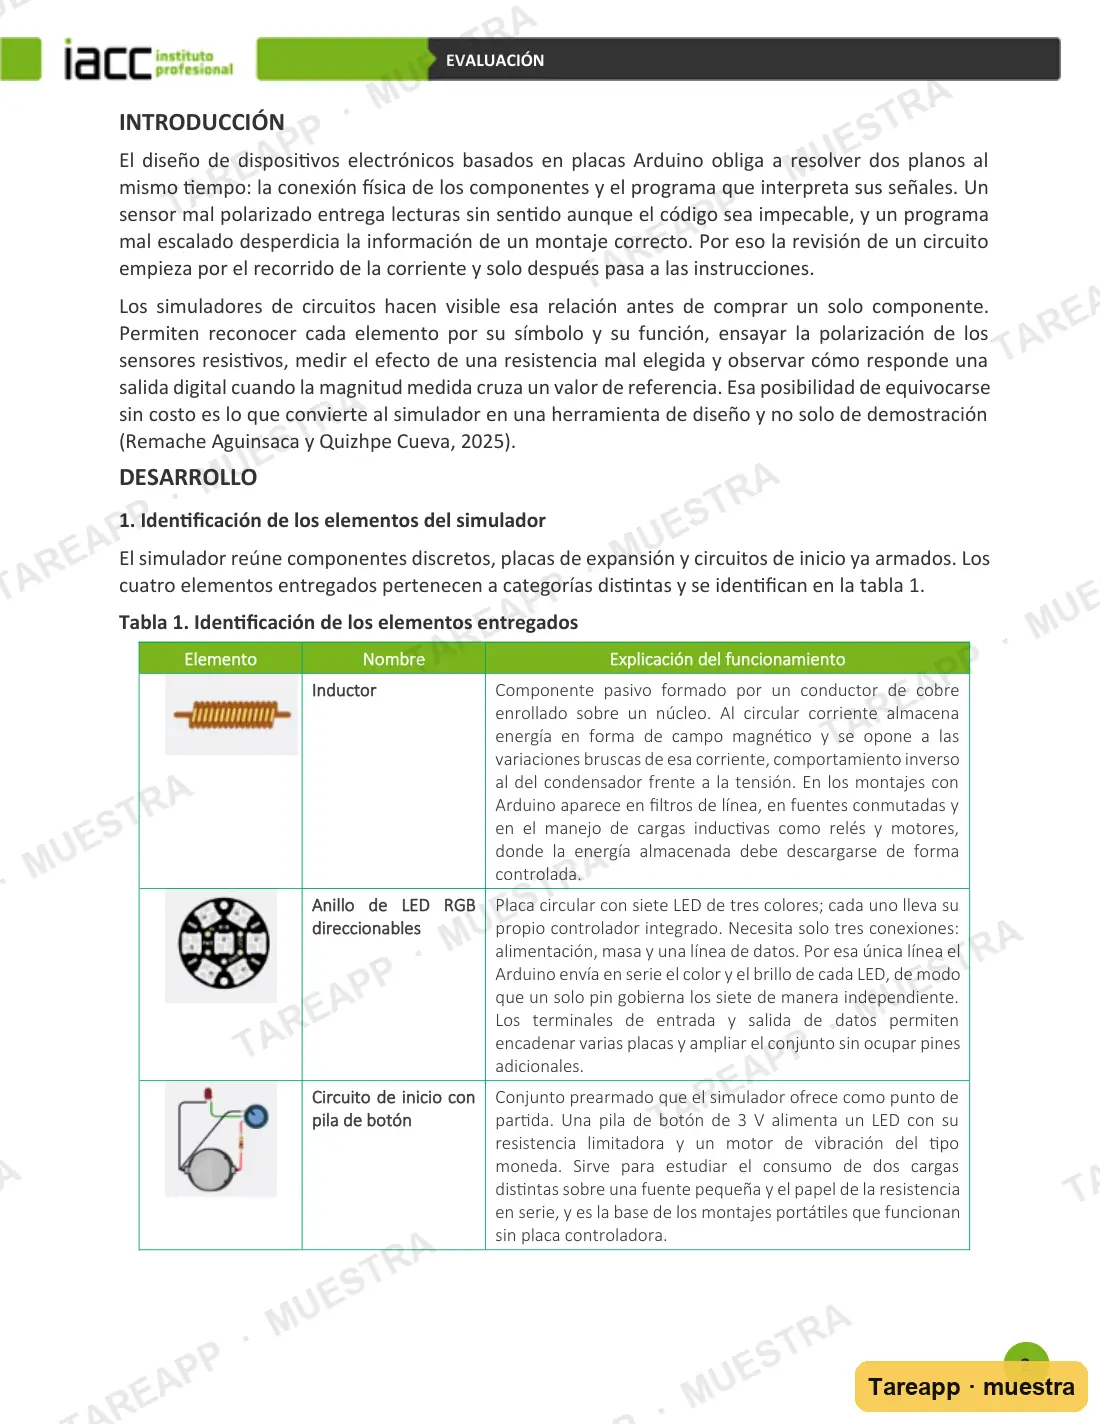 iacc instituto
profesional
EVALUACIÓN
INTRODUCCIÓN
El diseño de dispositivos electrónicos basados en placas Arduino obliga a resolver dos planos al
mismo tiempo: la conexión física de los componentes y el programa que interpreta sus señales. Un
sensor mal polarizado entrega lecturas sin sentido aunque el código sea impecable, y un programa
mal escalado desperdicia la información de un montaje correcto. Por eso la revisión de un circuito
empieza por el recorrido de la corriente y solo después pasa a las instrucciones.
Los simuladores de circuitos hacen visible esa relación antes de comprar un solo componente.
Permiten reconocer cada elemento por su símbolo y su función, ensayar la polarización de los
sensores resistivos, medir el efecto de una resistencia mal elegida y observar cómo responde una
salida digital cuando la magnitud medida cruza un valor de referencia. Esa posibilidad de equivocarse
sin costo es lo que convierte al simulador en una herramienta de diseño y no solo de demostración
(Remache Aguinsaca y Quizhpe Cueva, 2025).
DESARROLLO
1. Identificación de los elementos del simulador
El simulador reúne componentes discretos, placas de expansión y circuitos de inicio ya armados. Los
cuatro elementos entregados pertenecen a categorías distintas y se identifican en la tabla 1.
Tabla 1. Identificación de los elementos entregados
Elemento Nombre Explicación del funcionamiento
Inductor
Componente pasivo formado por un conductor de cobre
enrollado sobre un núcleo. Al circular corriente almacena
energía en forma de campo magnético y se opone a las
variaciones bruscas de esa corriente, comportamiento inverso
al del condensador frente a la tensión. En los montajes con
Arduino aparece en filtros de línea, en fuentes conmutadas y
en el manejo de cargas inductivas como relés y motores,
donde la energía almacenada debe descargarse de forma
controlada.
Anillo de LED RGB
direccionables
Placa circular con siete LED de tres colores; cada uno lleva su
propio controlador integrado. Necesita solo tres conexiones:
alimentación, masa y una línea de datos. Por esa única línea el
Arduino envía en serie el color y el brillo de cada LED, de modo
que un solo pin gobierna los siete de manera independiente.
Los terminales de entrada y salida de datos permiten
encadenar varias placas y ampliar el conjunto sin ocupar pines
adicionales.
Circuito de inicio con
pila de botón
Conjunto prearmado que el simulador ofrece como punto de
partida. Una pila de botón de 3 V alimenta un LED con su
resistencia limitadora y un motor de vibración del tipo
moneda. Sirve para estudiar el consumo de dos cargas
distintas sobre una fuente pequeña y el papel de la resistencia
en serie, y es la base de los montajes portátiles que funcionan
sin placa controladora.
Tareapp · muestra
TAREAPP · MUESTRA